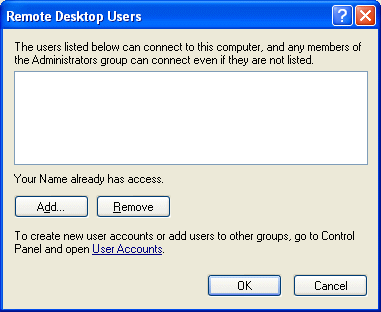 Remote Desktop Users
The users listed below can connect to this computer, and any members of
the Administrators group can connect even if they are not listed.
Your Name already has access.
Add...
Remove
To create new user accounts or add users to other groups, go to Control
Panel and open User Accounts.
OK
Cancel